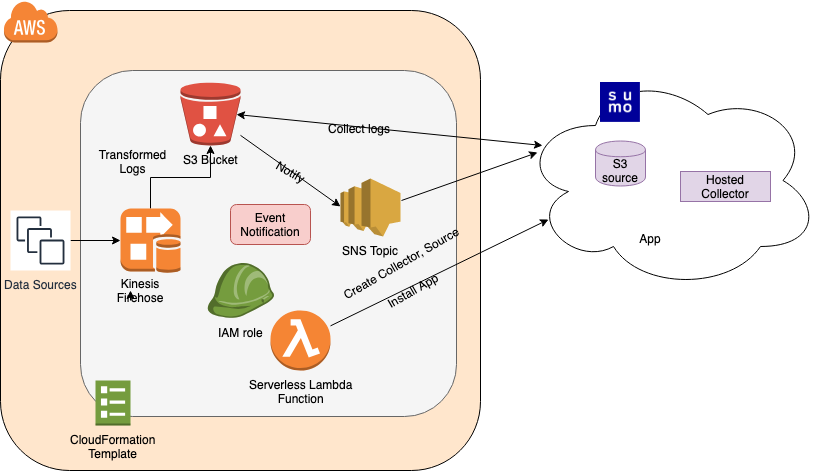 AWS
su
mo
Collect logs
Transformed
Logs
S3 Bucket
Notify
S3
source
Hosted
Collector
Event
Notification
SNS Topic
App
Data Sources
Kinesis
Firehose
Create Collector, Source
Install App
IAM role
Serverless Lambda
Function
CloudFormation
Template